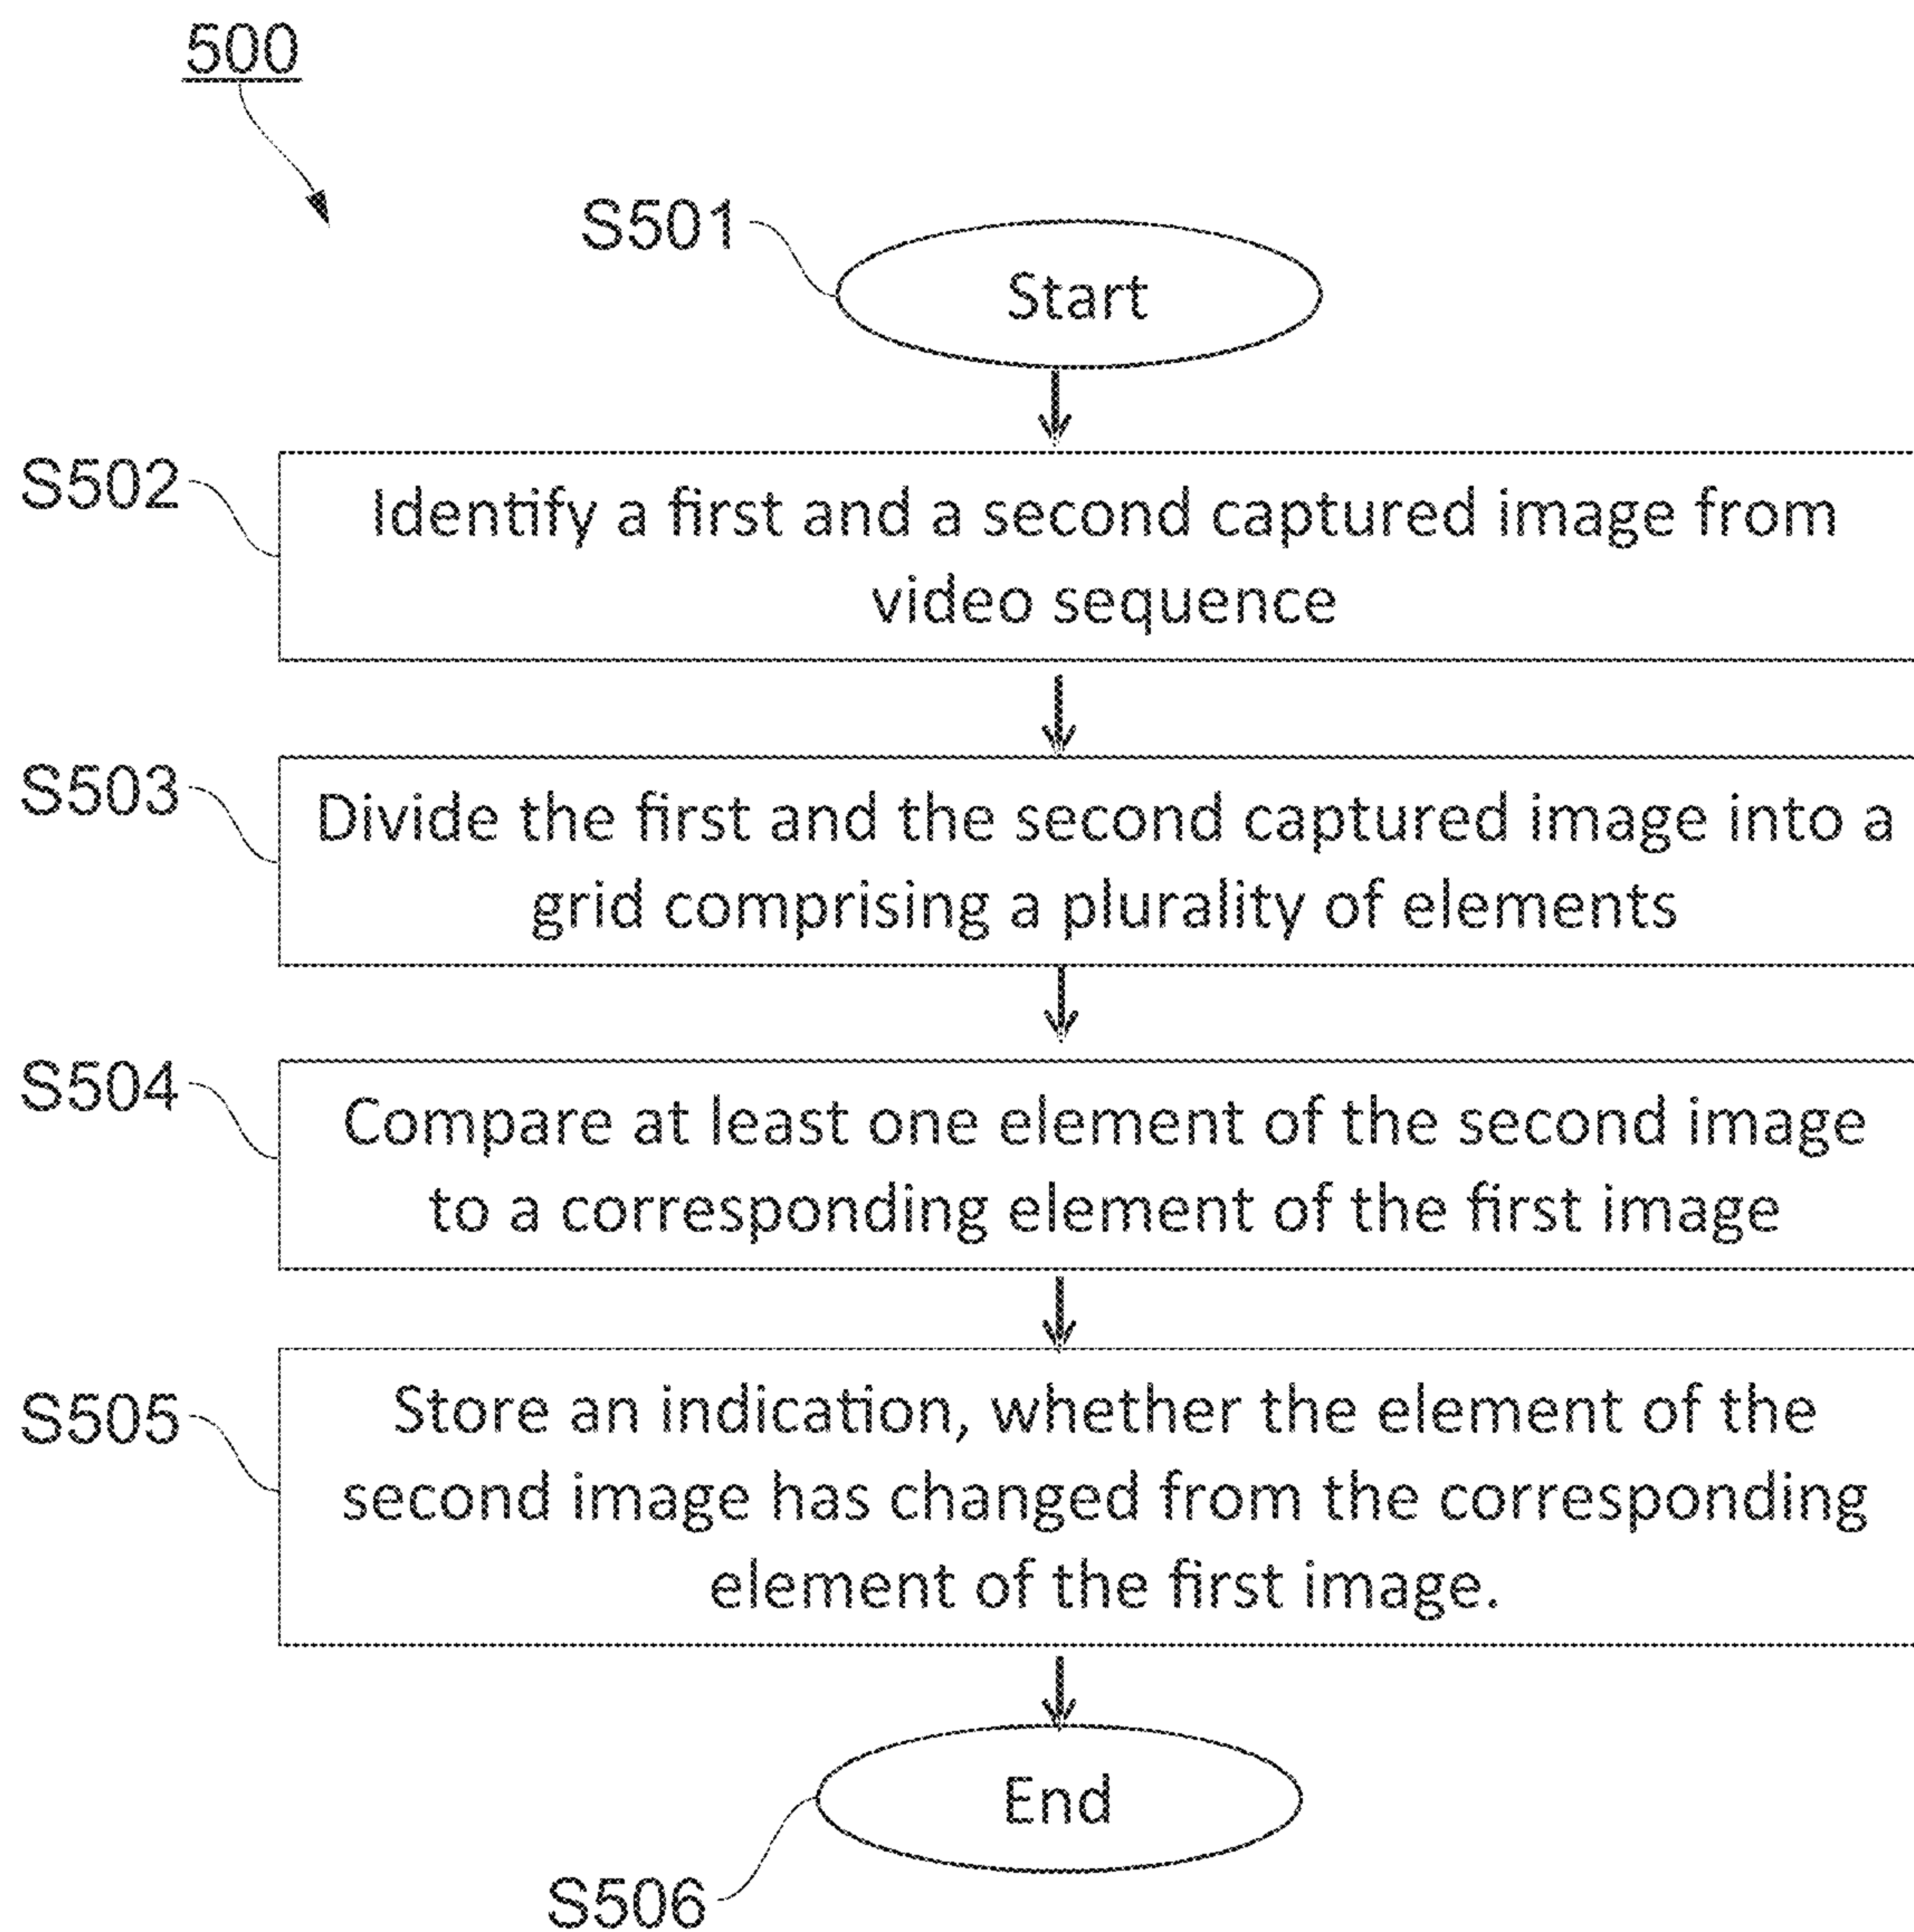 500
S501
Start
S502
Identify a first and a second captured image from
video sequence
S503
Divide the first and the second captured image into a
grid comprising a plurality of elements
S504
Compare at least one element of the second image
to a corresponding element of the first image
S505
Store an indication, whether the element of the
second image has changed from the corresponding
element of the first image.
End
S506